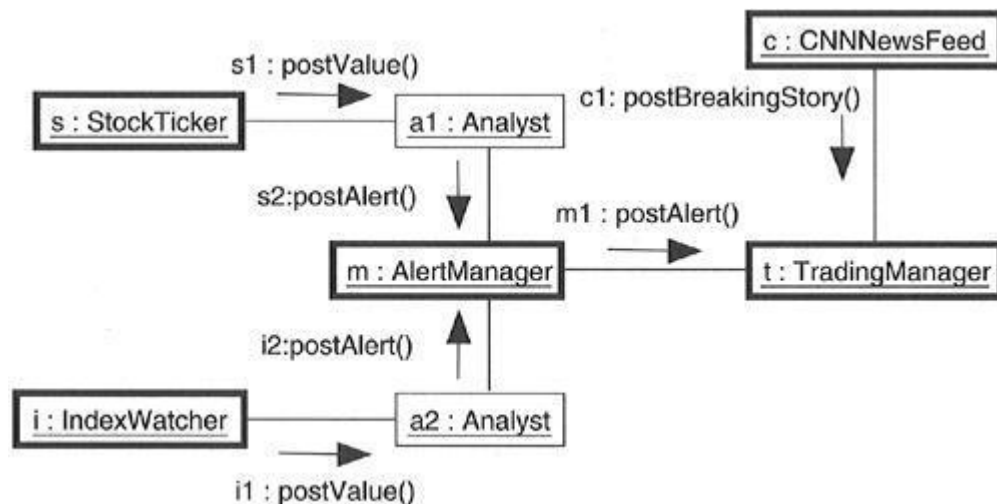 c : CNNNewsFeed
s1 : postValue()
c1: postBreakingStory()
s : StockTicker
a1 : Analyst
s2:postAlert()
m1 : postAlert()
m : AlertManager
t : TradingManager
i2:postAlert()
i : IndexWatcher
a2 : Analyst
i1 : postValue()